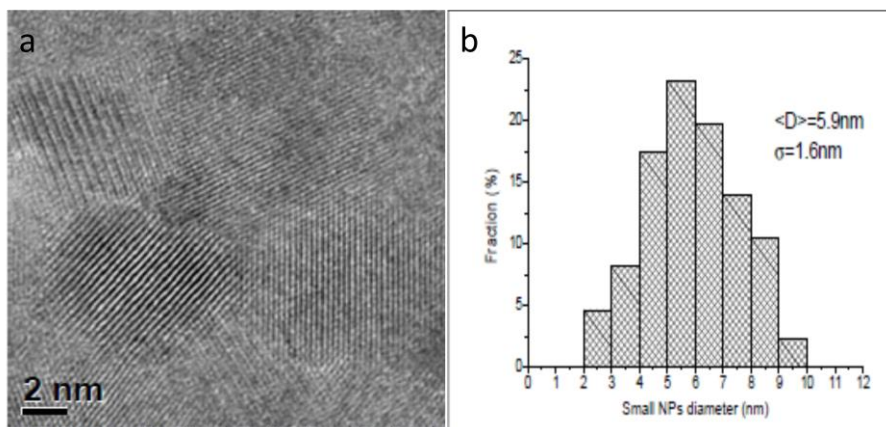 a
2 nm
b
25
20
15
10
5
0
Fraction (%)
<D>=5.9nm
σ=1.6nm
0 1 2 3 4 5 6 7 8 9 10 11 12
Small NPs diameter (nm)